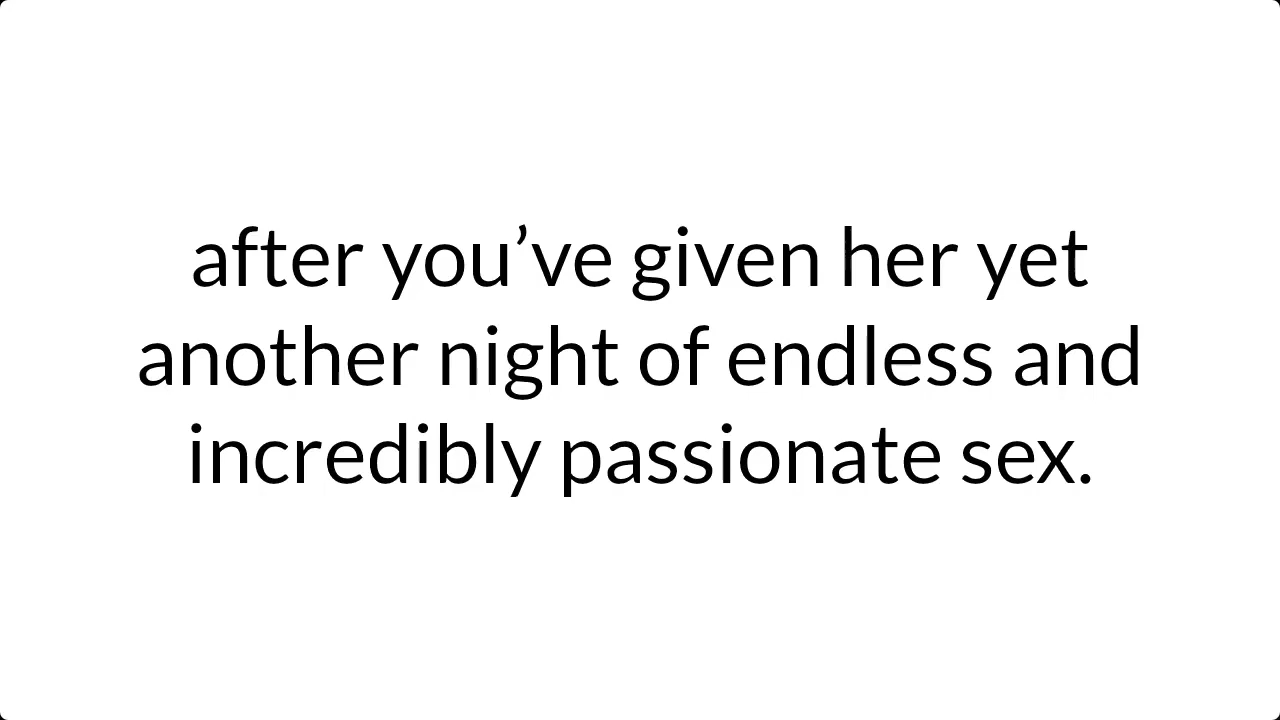 after you’ve given her yet
another night of endless and
incredibly passionate sex.